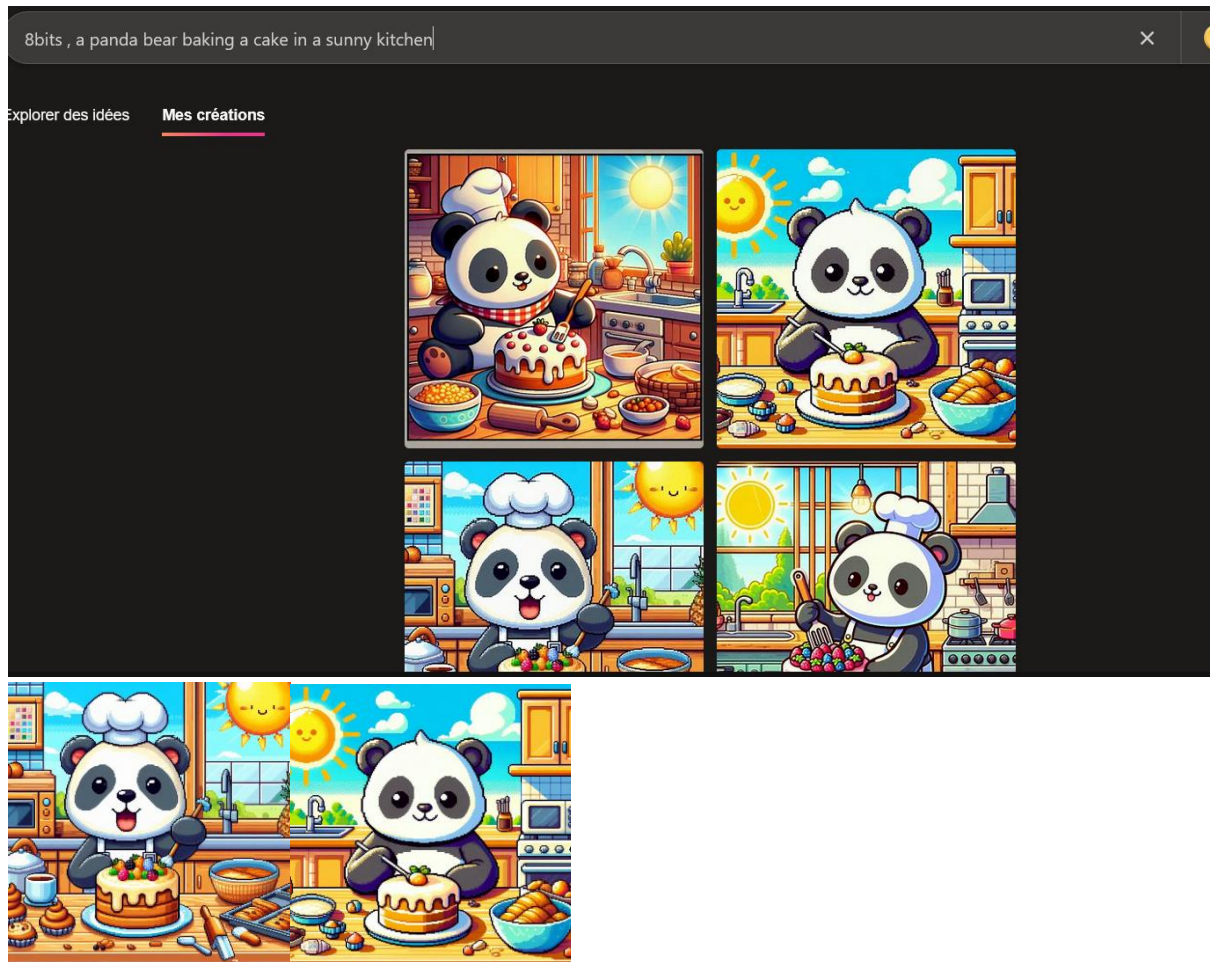 8bits , a panda bear baking a cake in a sunny kitchen
Explorer des idées
Mes créations